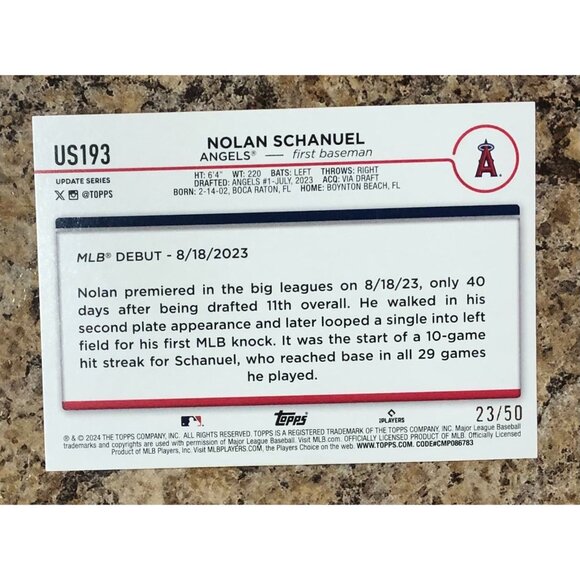 US193
UPDATE SERIES
X @TOPPS
NOLAN SCHANUEL
ANGELS® — first baseman
HT: 6'4" WT: 220 BATS: LEFT THROWS: RIGHT
DRAFTED: ANGELS #1-JULY, 2023 ACQ: VIA DRAFT
BORN: 2-14-02, BOCA RATON, FL HOME: BOYNTON BEACH, FL
A
MLB® DEBUT - 8/18/2023
Nolan premiered in the big leagues on 8/18/23, only 40
days after being drafted 11th overall. He walked in his
second plate appearance and later looped a single into left
field for his first MLB knock. It was the start of a 10-game
hit streak for Schanuel, who reached base in all 29 games
he played.
Topps
PLAYERS
23/50
® & © 2024 THE TOPPS COMPANY, INC. ALL RIGHTS RESERVED. TOPPS IS A REGISTERED TRADEMARK OF THE TOPPS COMPANY, INC. Major League Baseball
trademarks and copyrights are used with permission of Major League Baseball. Visit MLB.com. OFFICIALLY LICENSED PRODUCT OF MLB. Officially Licensed
Product of MLB Players, Inc. Visit MLBPLAYERS.com, the Players Choice on the web. WWW.TOPPS.COM. CODE#CMP086783